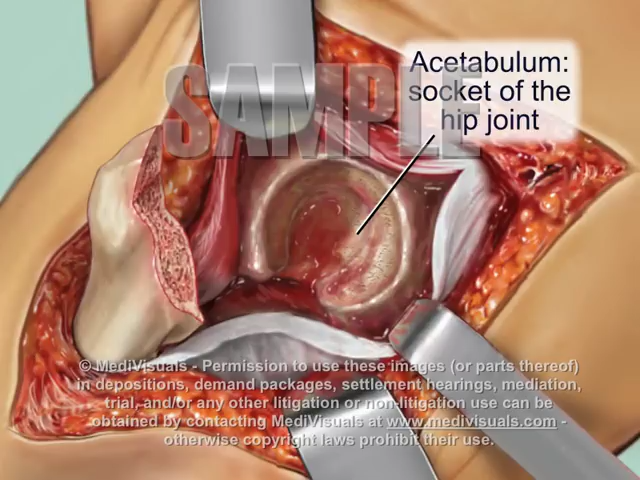 Acetabulum:
socket of the
hip joint
SAMPLE
© MediVisuals - Permission to use these images (or parts thereof)
in depositions, demand packages, settlement hearings, mediation,
trial, and/or any other litigation or non-litigation use can be
obtained by contacting MediVisuals at www.medivisuals.com -
otherwise copyright laws prohibit their use.